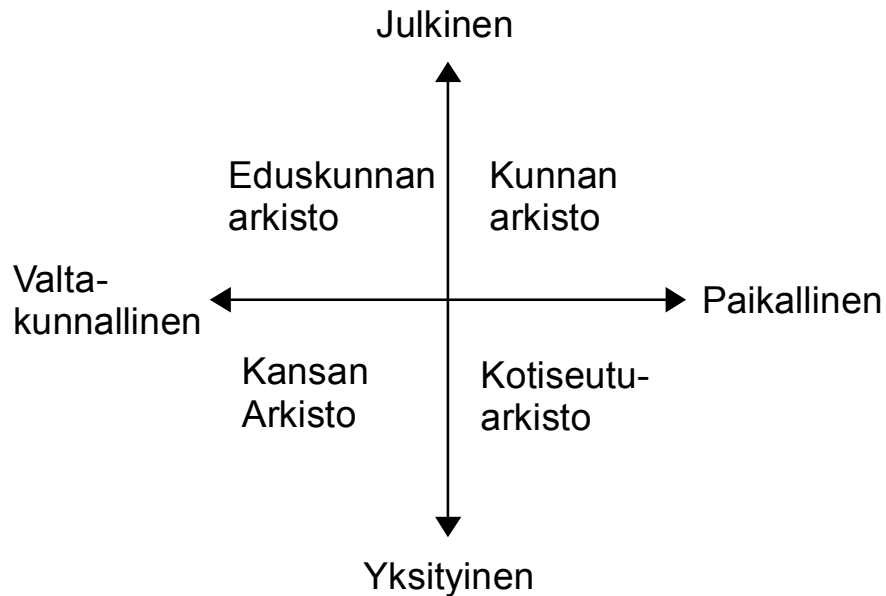 Julkinen
Eduskunnan
arkisto
Kunnan
arkisto
Valta-
kunnallinen
Paikallinen
Kansan
Arkisto
Kotiseutu-
arkisto
Yksityinen